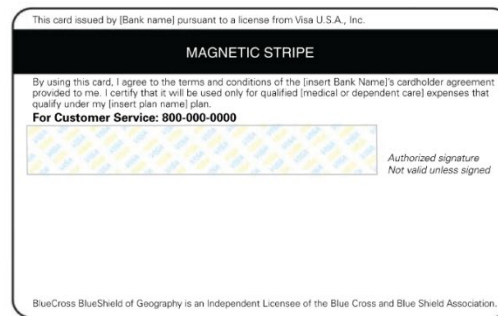 This card issued by [Bank name] pursuant to a license from Visa U.S.A., Inc.
MAGNETIC STRIPE
By using this card, I agree to the terms and conditions of the [insert Bank Name]'s cardholder agreement
provided to me. I certify that it will be used only for qualified [medical or dependent care] expenses that
qualify under my [insert plan name] plan.
For Customer Service: 800-000-0000
Authorized signature
Not valid unless signed
BlueCross BlueShield of Geography is an Independent Licensee of the Blue Cross and Blue Shield Association.